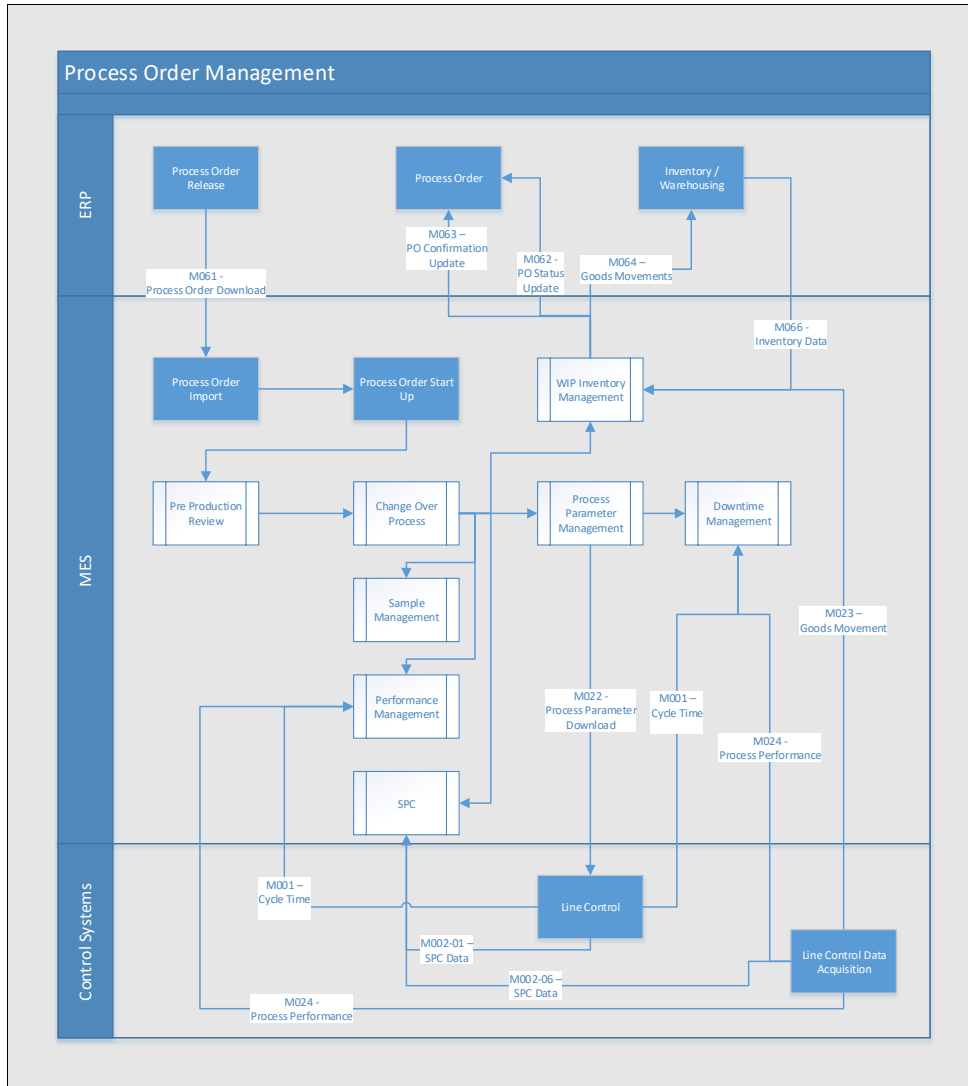 Process Order Management
ERP
Process Order
Release
Process Order
Inventory /
Warehousing
M063 –
PO Confirmation
Update
M062 -
PO Status
Update
M064 –
Goods Movements
M061 -
Process Order Download
M066 -
Inventory Data
MES
Process Order
Import
Process Order Start
Up
WIP Inventory
Management
Pre Production
Review
Change Over
Process
Process
Parameter
Management
Downtime
Management
Sample
Management
M023 –
Goods Movement
Performance
Management
M022 -
Process Parameter
Download
M001 –
Cycle Time
M024 -
Process Performance
SPC
Control Systems
M001 –
Cycle Time
Line Control
M002-01 –
SPC Data
Line Control Data
Acquisition
M002-06 –
SPC Data
M024 -
Process Performance